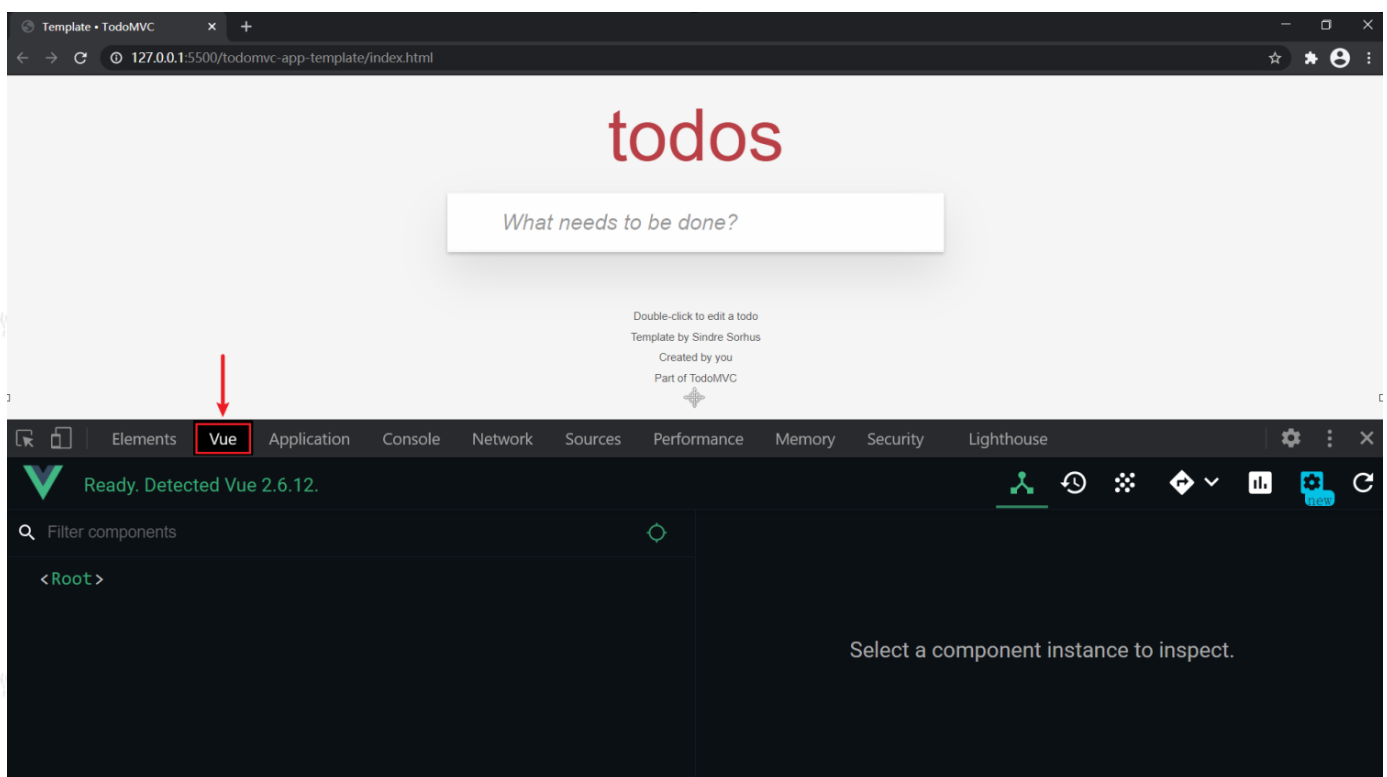 Template • TodoMVC
127.0.0.1:5500/todomvc-app-template/index.html
todos
What needs to be done?
Double-click to edit a todo
Template by Sindre Sorhus
Created by you
Part of TodoMVC
Elements Vue Application Console Network Sources Performance Memory Security Lighthouse
Ready. Detected Vue 2.6.12.
new
Filter components
<Root>
Select a component instance to inspect.